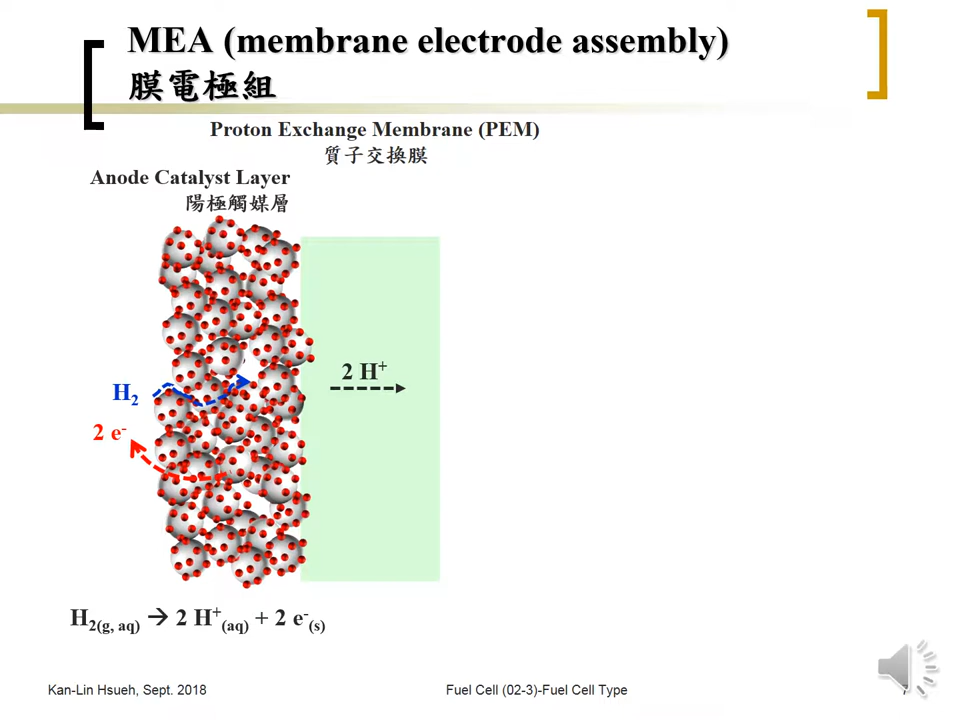 MEA (membrane electrode assembly)
膜電極組
Proton Exchange Membrane (PEM)
質子交換膜
Anode Catalyst Layer
陽極觸媒層
2 H⁺
H₂
2 e⁻
H₂(g, aq) → 2 H⁺(aq) + 2 e⁻(s)
Kan-Lin Hsueh, Sept. 2018
Fuel Cell (02-3)-Fuel Cell Type
7